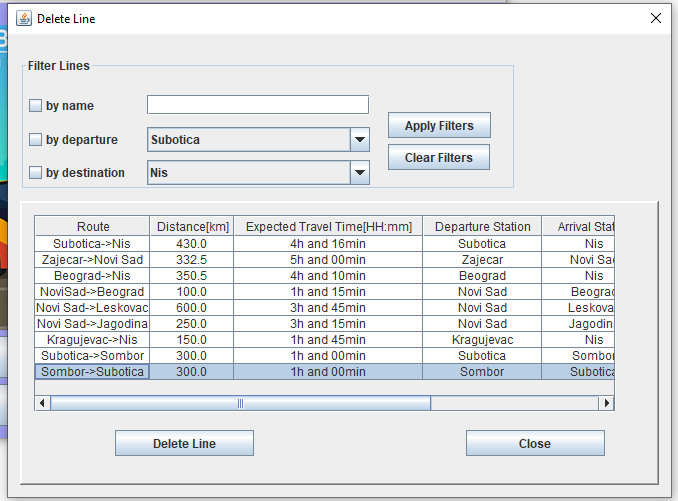 Delete Line
Filter Lines
by name
Apply Filters
by departure Subotica
Clear Filters
by destination Nis
Route Distance[km] Expected Travel Time[HH:mm] Departure Station Arrival Stat
Subotica->Nis 430.0 4h and 16min Subotica Nis
Zajecar->Novi Sad 332.5 5h and 00min Zajecar Novi Sad
Beograd->Nis 350.5 4h and 10min Beograd Nis
NoviSad->Beograd 100.0 1h and 15min Novi Sad Beograd
Novi Sad->Leskovac 600.0 3h and 45min Novi Sad Leskova
Novi Sad->Jagodina 250.0 3h and 15min Novi Sad Jagodin
Kragujevac->Nis 150.0 1h and 45min Kragujevac Nis
Subotica->Sombor 300.0 1h and 00min Subotica Sombor
Sombor->Subotica 300.0 1h and 00min Sombor Subotica
Delete Line Close